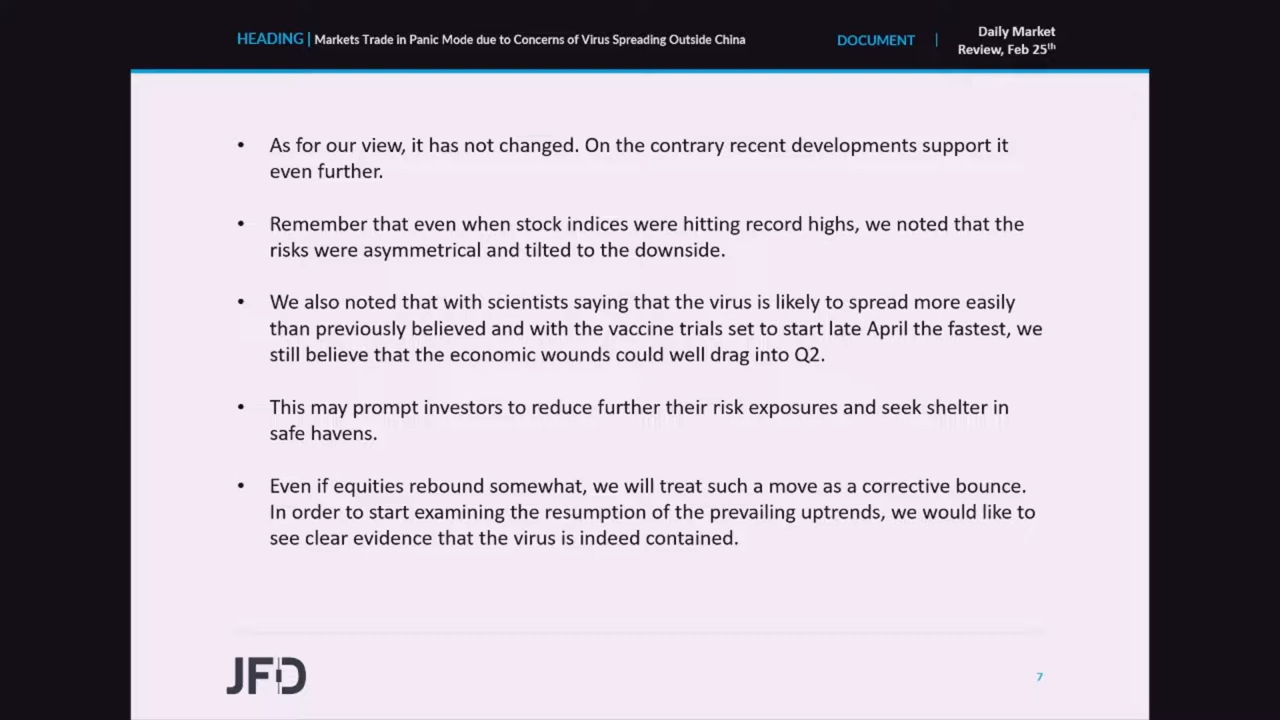 HEADING | Markets Trade in Panic Mode due to Concerns of Virus Spreading Outside China
DOCUMENT | Daily Market
Review, Feb 25th
• As for our view, it has not changed. On the contrary recent developments support it
even further.
• Remember that even when stock indices were hitting record highs, we noted that the
risks were asymmetrical and tilted to the downside.
• We also noted that with scientists saying that the virus is likely to spread more easily
than previously believed and with the vaccine trials set to start late April the fastest, we
still believe that the economic wounds could well drag into Q2.
• This may prompt investors to reduce further their risk exposures and seek shelter in
safe havens.
• Even if equities rebound somewhat, we will treat such a move as a corrective bounce.
In order to start examining the resumption of the prevailing uptrends, we would like to
see clear evidence that the virus is indeed contained.
JFD
7